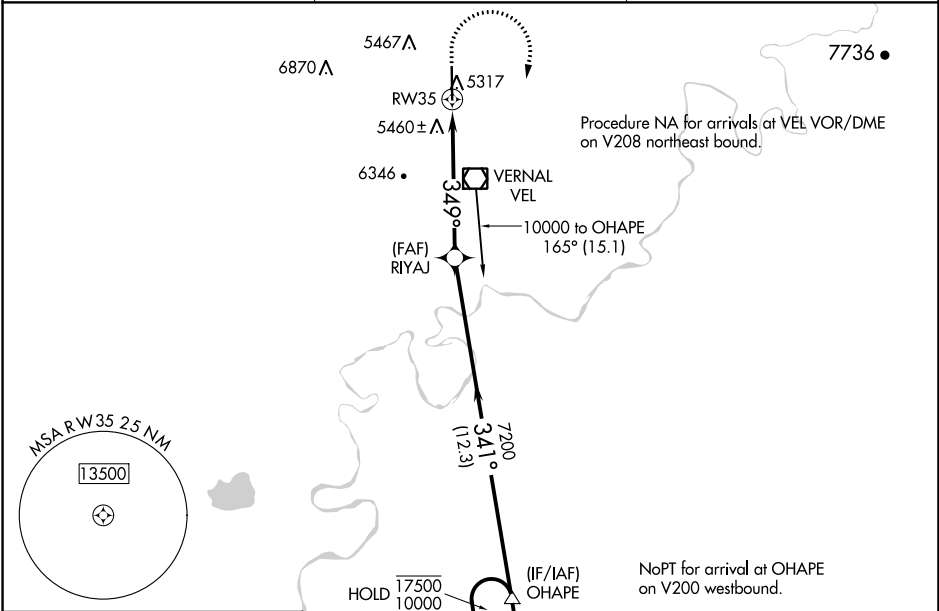 5467
6870
5317
7736
RW35
5460 ±
Procedure NA for arrivals at VEL VOR/DME
on V208 northeast bound.
6346
VERNAL
VEL
349°
10000 to OHAPE
165° (15.1)
(FAF)
RIYAJ
MSA RW35 25 NM
13500
7200
341°
(12.3)
(IF/IAF)
OHAPE
HOLD 17500
10000
NoPT for arrival at OHAPE
on V200 westbound.